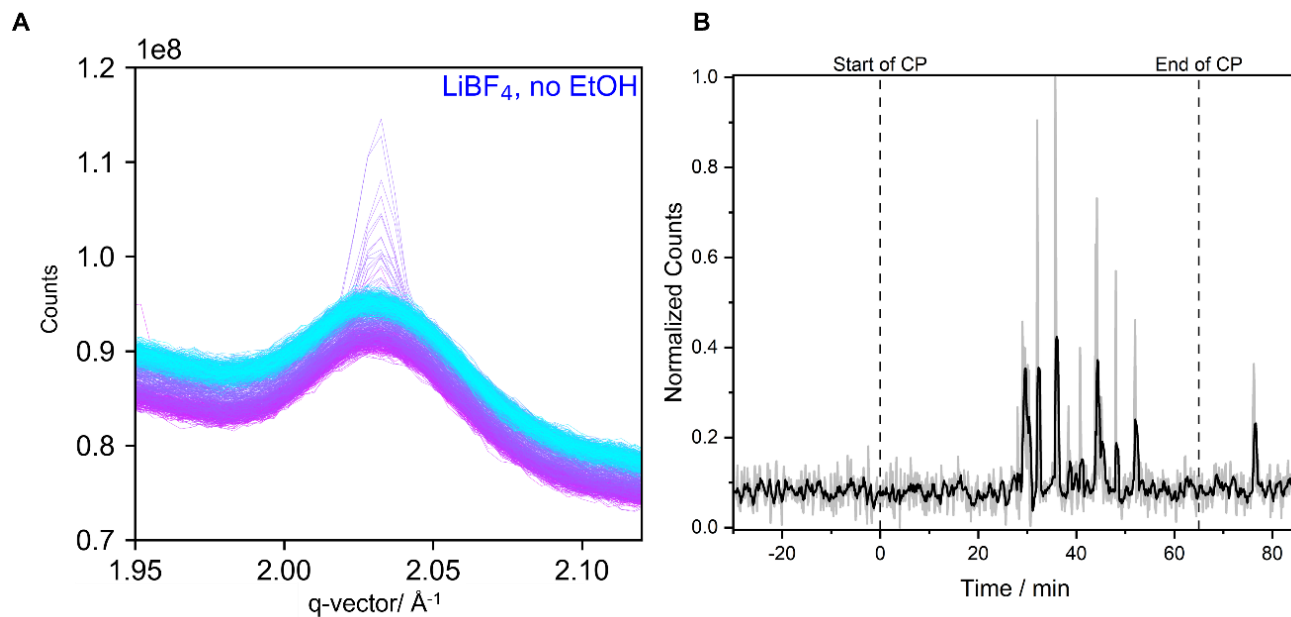 A
1e8
LiBF₄, no EtOH
1.2
1.1
1.0
0.9
0.8
0.7
Counts
1.95
2.00
2.05
2.10
q-vector/ Å⁻¹
B
Start of CP
End of CP
1.0
0.8
0.6
0.4
0.2
0.0
Normalized Counts
-20
0
20
40
60
80
Time / min